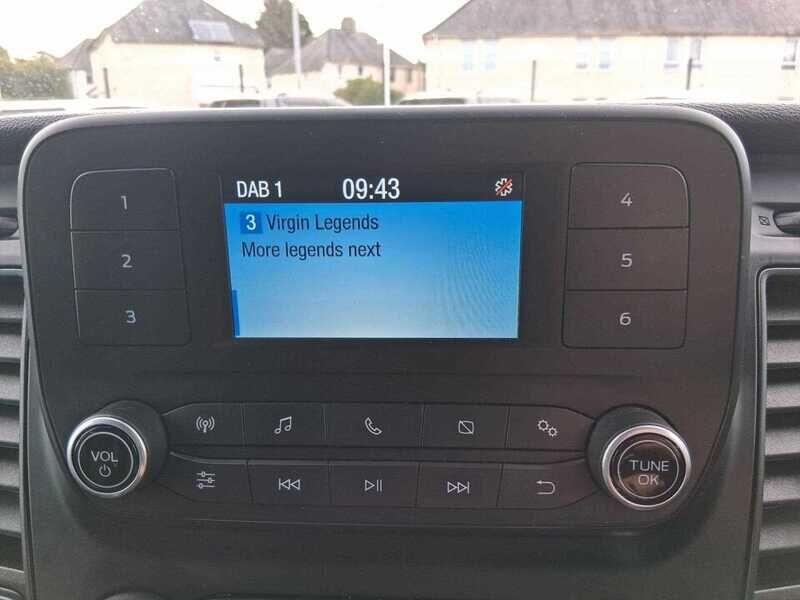 DAB 1 09:43
3 Virgin Legends
More legends next
1
2
3
4
5
6
VOL
TUNE
OK